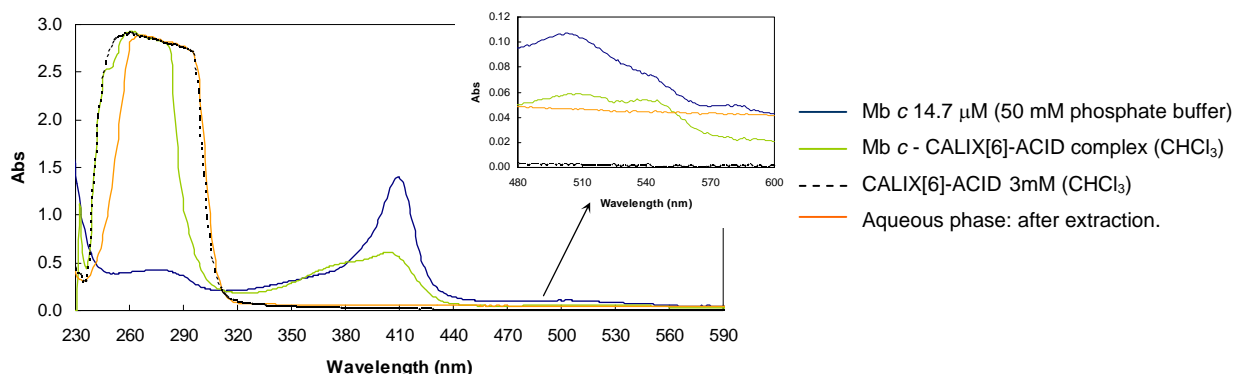 Abs
3.0
2.5
2.0
1.5
1.0
0.5
0.0
230 260 290 320 350 380 410 440 470 500 530 560 590
Wavelength (nm)
Abs
0.12
0.10
0.08
0.06
0.04
0.02
0.00
480 510 540 570 600
Wavelength (nm)
Mb c 14.7 μM (50 mM phosphate buffer)
Mb c - CALIX[6]-ACID complex (CHCl₃)
CALIX[6]-ACID 3mM (CHCl₃)
Aqueous phase: after extraction.